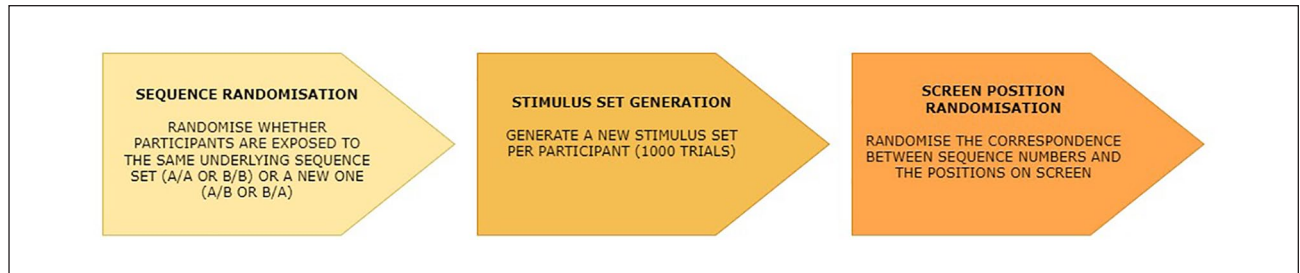 SEQUENCE RANDOMISATION
RANDOMISE WHETHER
PARTICIPANTS ARE EXPOSED TO
THE SAME UNDERLYING SEQUENCE
SET (A/A OR B/B) OR A NEW ONE
(A/B OR B/A)
STIMULUS SET GENERATION
GENERATE A NEW STIMULUS SET
PER PARTICIPANT (1000 TRIALS)
SCREEN POSITION
RANDOMISATION
RANDOMISE THE CORRESPONDENCE
BETWEEN SEQUENCE NUMBERS AND
THE POSITIONS ON SCREEN